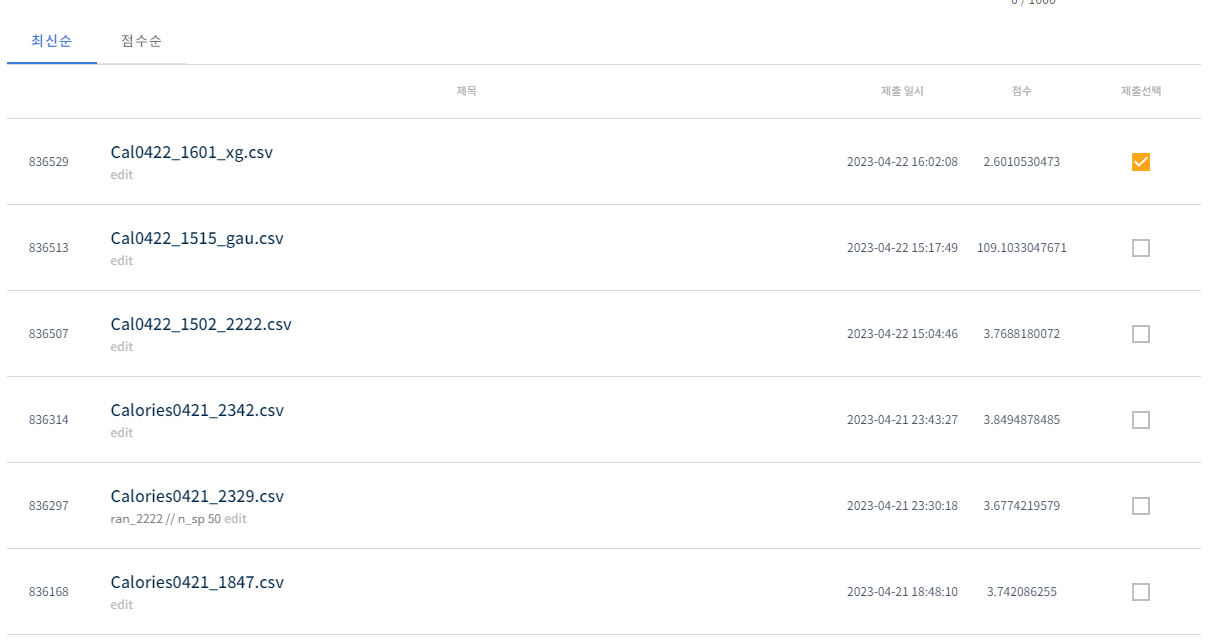 0 / 1000
최신순 점수순
제목 제출 일시 점수 제출선택
836529 Cal0422_1601_xg.csv 2023-04-22 16:02:08 2.6010530473
edit
836513 Cal0422_1515_gau.csv 2023-04-22 15:17:49 109.1033047671
edit
836507 Cal0422_1502_2222.csv 2023-04-22 15:04:46 3.7688180072
edit
836314 Calories0421_2342.csv 2023-04-21 23:43:27 3.8494878485
edit
836297 Calories0421_2329.csv 2023-04-21 23:30:18 3.6774219579
ran_2222 // n_sp 50 edit
836168 Calories0421_1847.csv 2023-04-21 18:48:10 3.742086255
edit